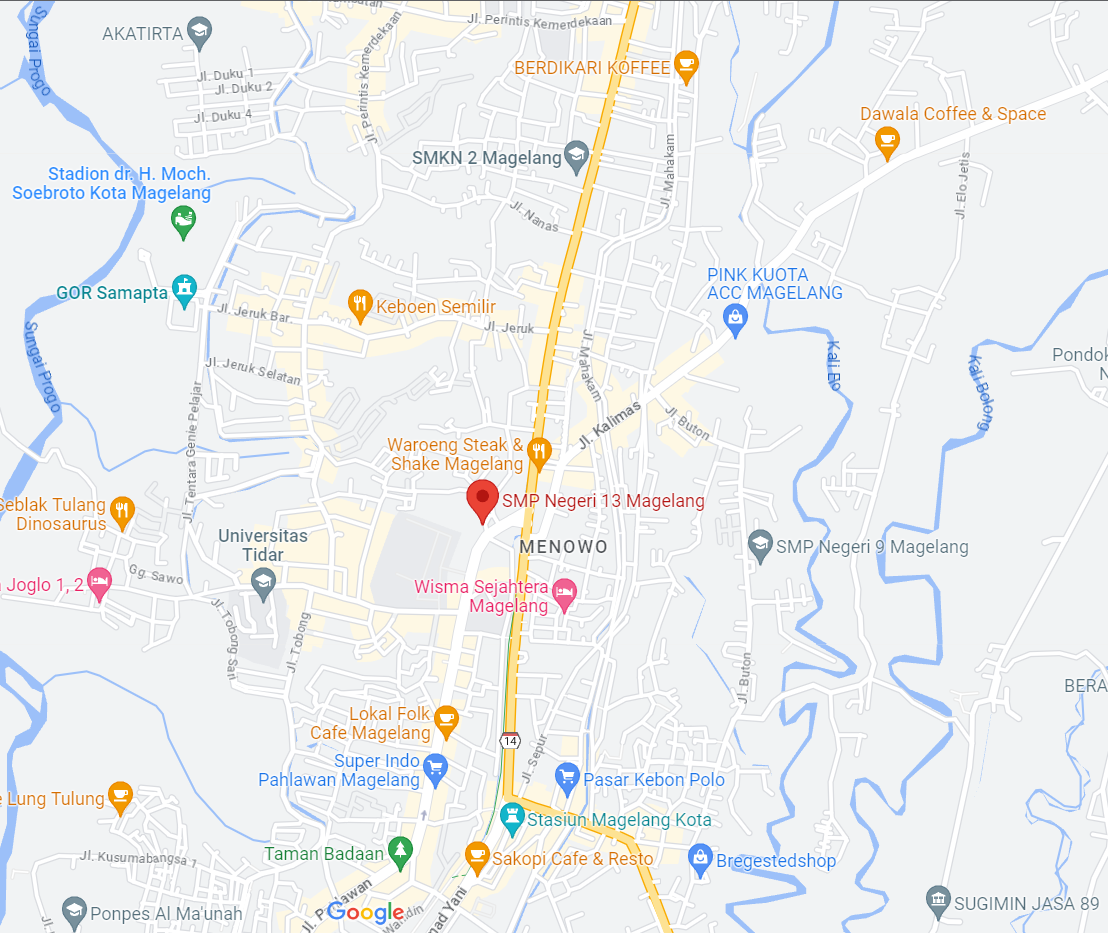 Jl. Perintis Kemerdekaan
AKATIRTA
Sungai Progo
BERDIKARI KOFFEE
Jl. Duku 1
Jl. Duku 2
Jl. Perintis Kemerdekaan
Jl. Duku 4
Dawala Coffee & Space
SMKN 2 Magelang
Jl. Mahakam
Jl. Elo Jetis
Stadion dr. H. Moch.
Soebroto Kota Magelang
Jl. Nanas
PINK KUOTA
ACC MAGELANG
GOR Samapta
Keboen Semilir
Jl. Jeruk Bar.
Jl. Jeruk
Sungai Progo
Jl. Mahakam
Kali Eo
Kali Bolong
Pondok
N
Jl. Jeruk Selatan
Jl. Tentara Genie Pelajar
Jl. Kalimas
Jl. Buton
Waroeng Steak &
Shake Magelang
SMP Negeri 13 Magelang
Seblak Tulang
Dinosaurus
Universitas
Tidar
MENOWO
SMP Negeri 9 Magelang
Gg. Sawo
Joglo 1, 2
Wisma Sejahtera
Magelang
Jl. Tobong Sari
Jl. Tobong
Jl. Buton
BERA
Lokal Folk
Cafe Magelang
14
Jl. Sepur
Super Indo
Pahlawan Magelang
Pasar Kebon Polo
Lung Tulung
Stasiun Magelang Kota
Taman Badaan
Sakopi Cafe & Resto
Bregestedshop
Jl. Kusumabangsa 1
Ponpes Al Ma'unah
Google
mad Yani
SUGIMIN JASA 89